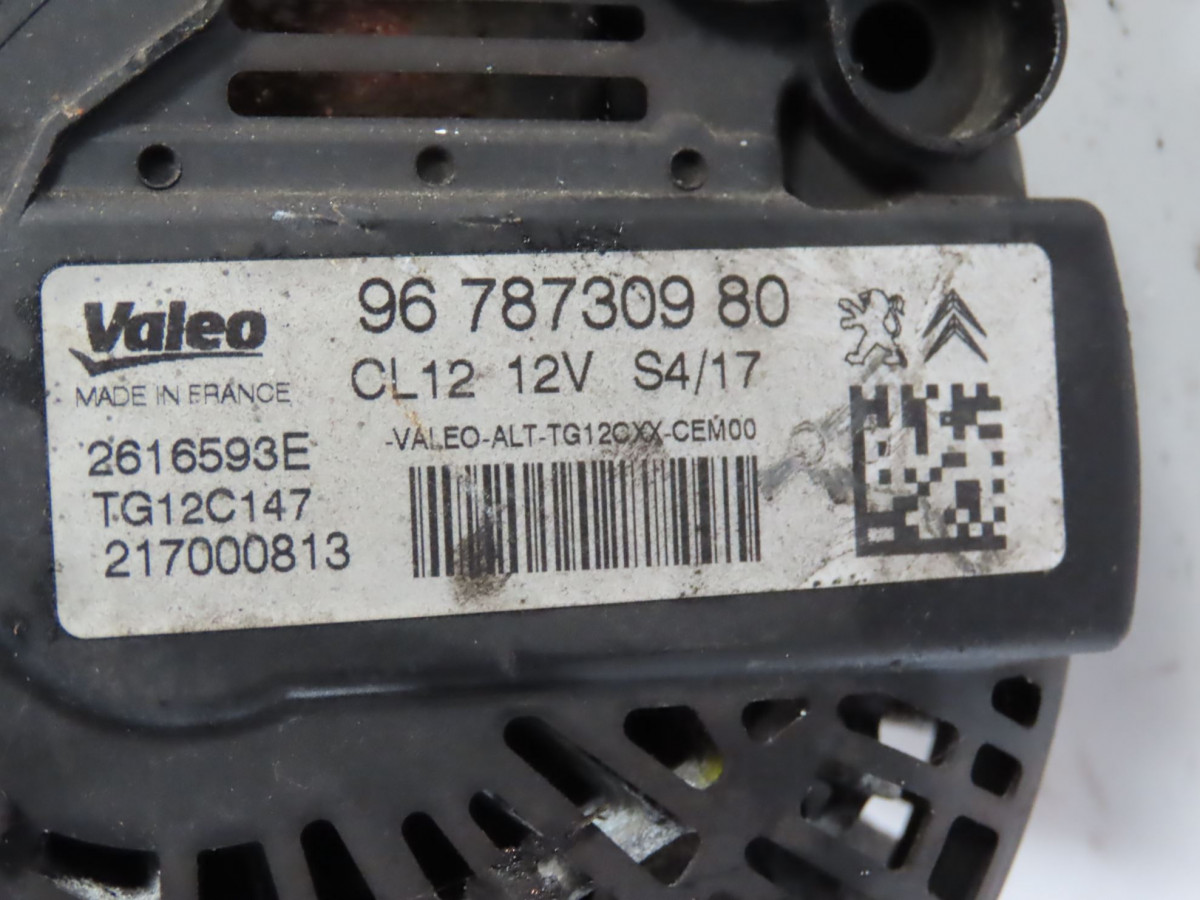 Valeo
MADE IN FRANCE
96 787309 80
CL12 12V S4/17
-VALEO-ALT-TG12CXX-CEM00
2616593E
TG12C147
217000813